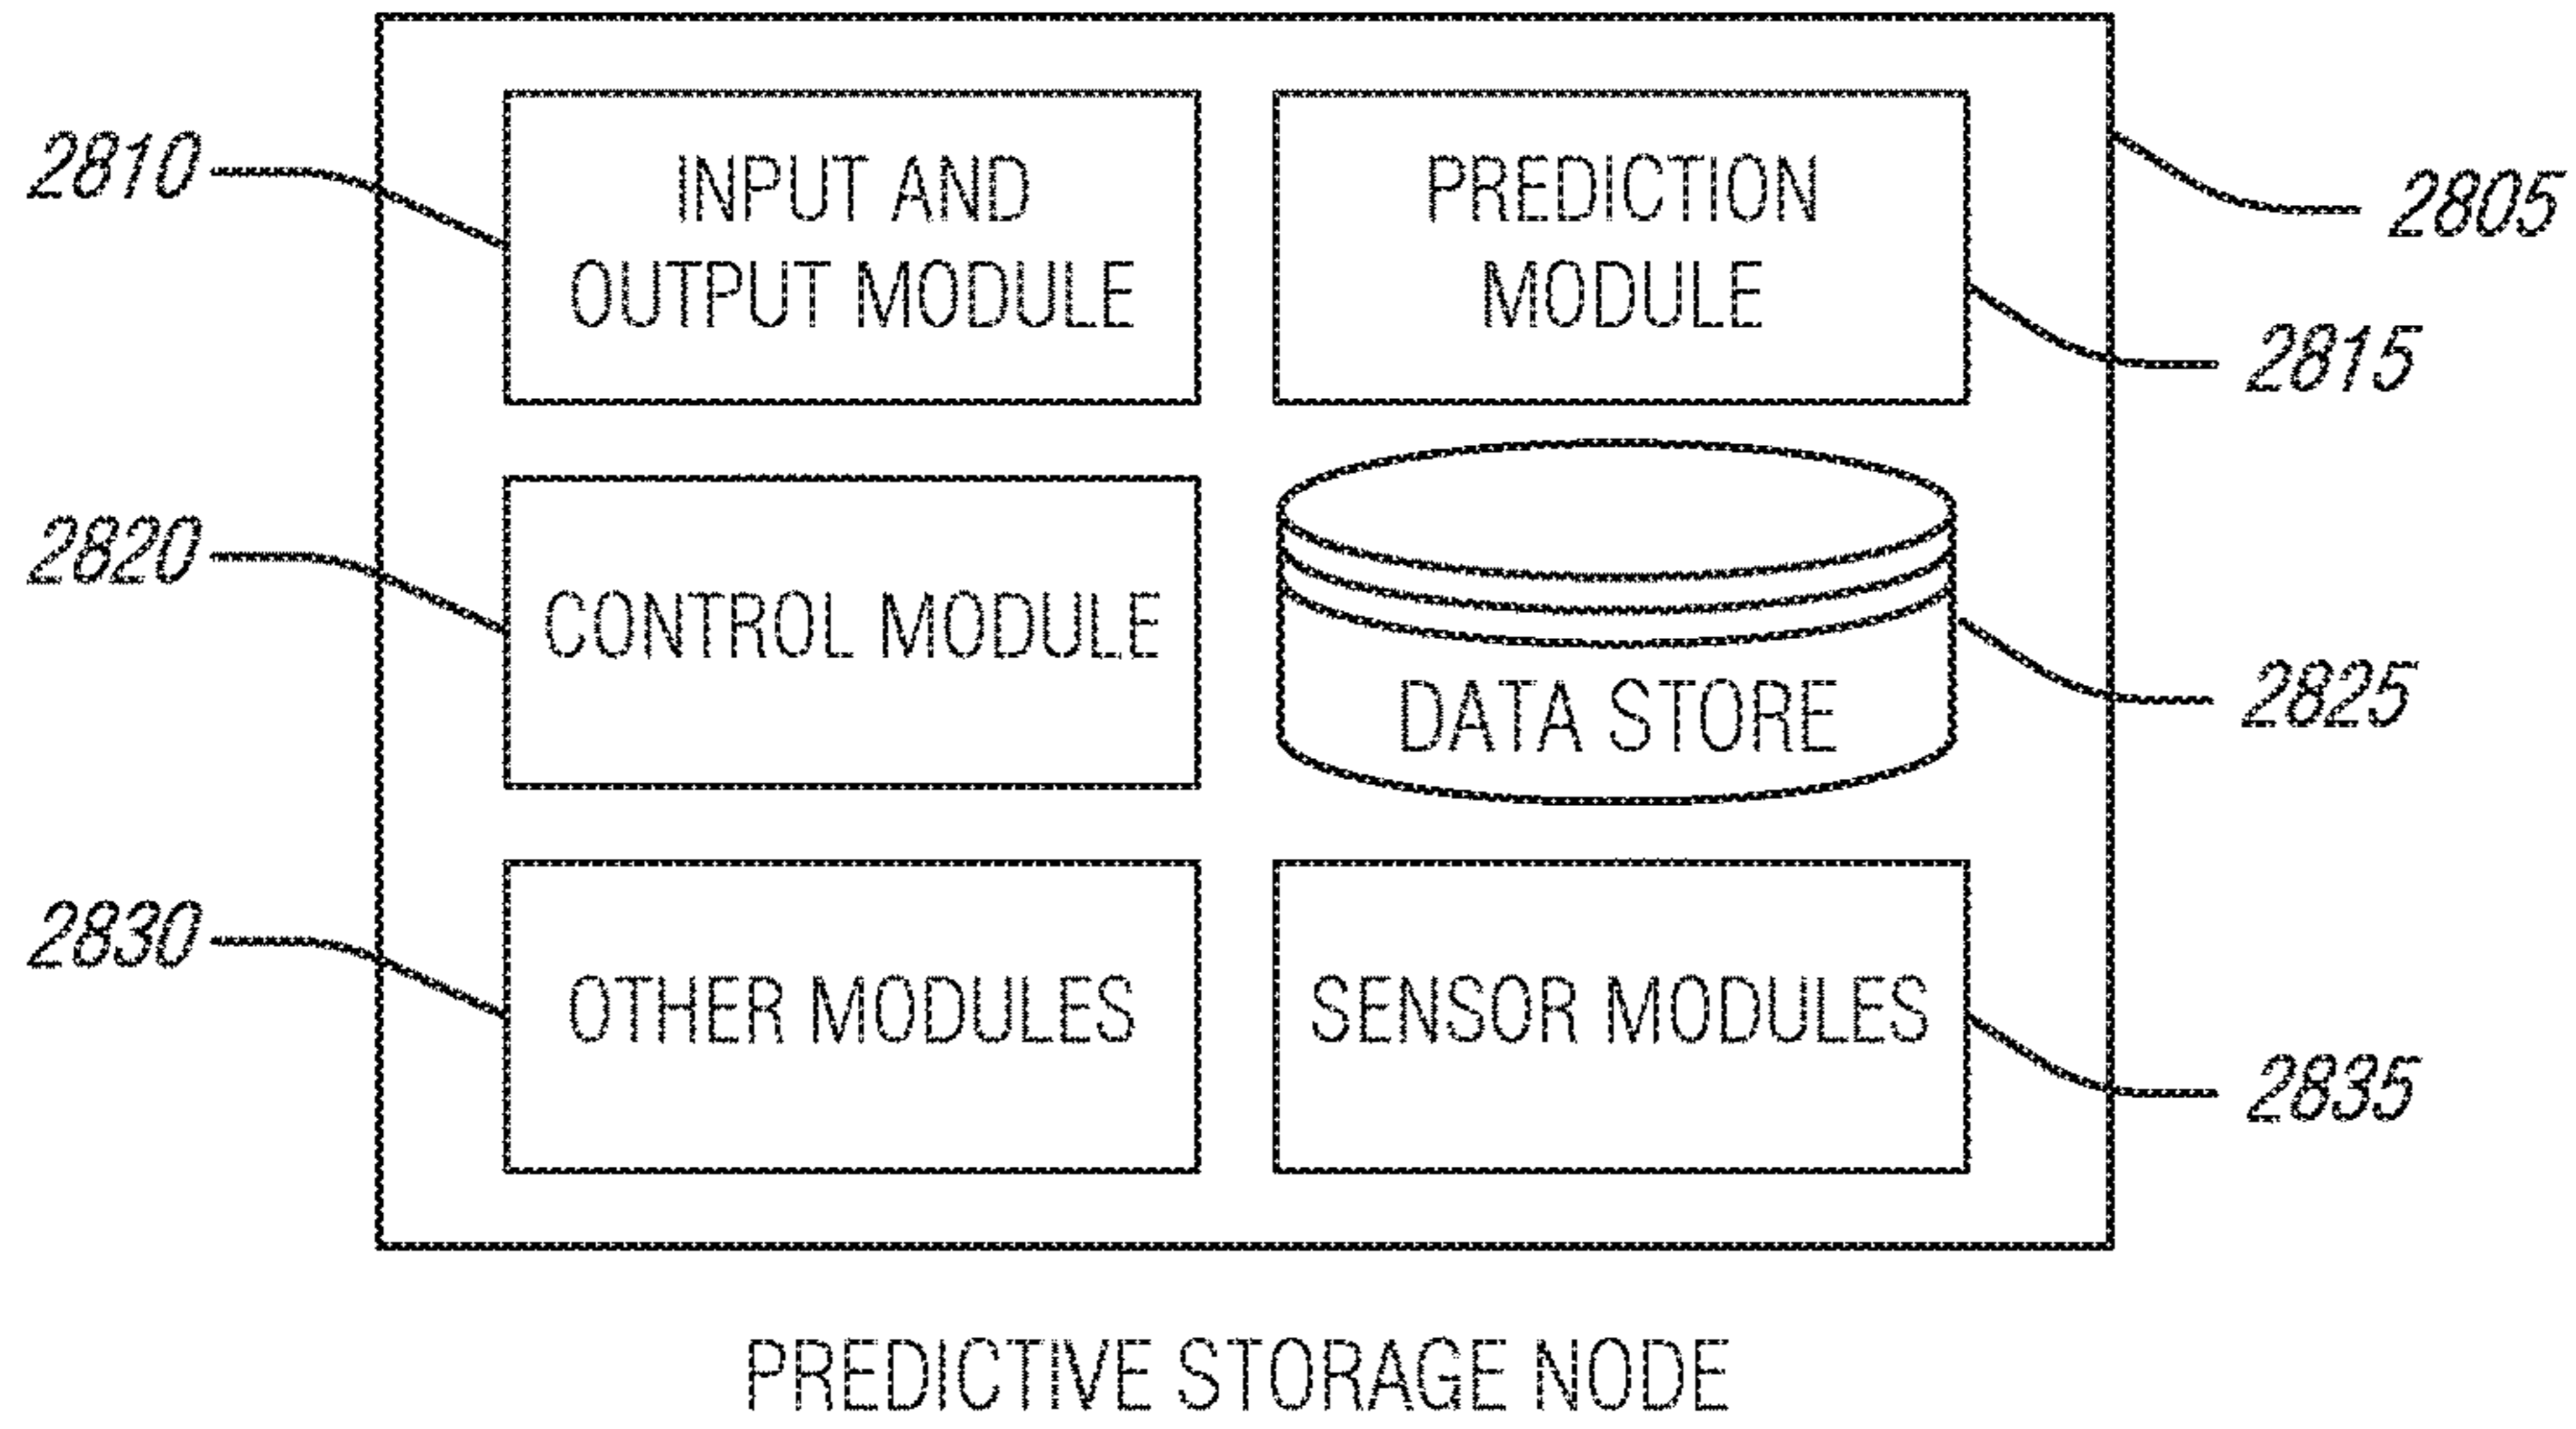 2810
INPUT AND
OUTPUT MODULE
PREDICTION
MODULE
2805
2815
2820
CONTROL MODULE
DATA STORE
2825
2830
OTHER MODULES
SENSOR MODULES
2835
PREDICTIVE STORAGE NODE